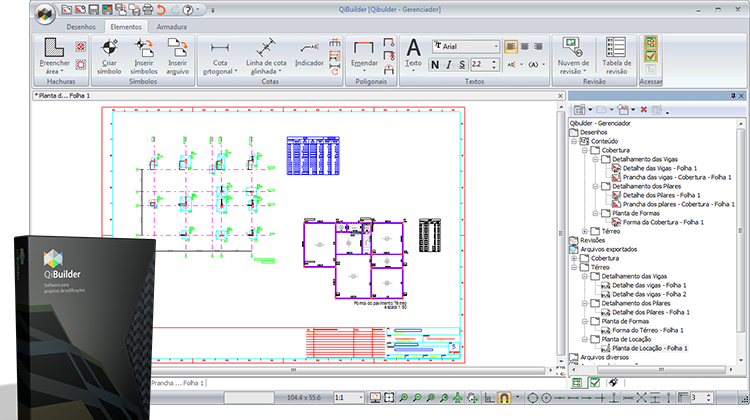 QiBuilder [Qibuilder - Gerenciador]
Desenhos Elementos Armadura
Preencher área
Criar símbolo
Inserir símbolos
Inserir arquivo
Cota ortogonal
Linha de cota alinhada
Indicador
Emendar
A Texto
Arial
N I S 2.2
Nuvem de revisão
Tabela de revisão
Hachuras Símbolos Cotas Poligonais Textos Revisão Acessar
* Planta d... Folha 1
Qibuilder - Gerenciador
Desenhos
Conteúdo
Cobertura
Detalhamento das Vigas
Detalhe das Vigas - Folha 1
Prancha das vigas - Cobertura - Folha 1
Detalhamento dos Pilares
Detalhe dos Pilares - Folha 1
Prancha dos pilares - Cobertura - Folha 1
Planta de Formas
Forma da Cobertura - Folha 1
Térreo
Revisões
Arquivos exportados
Cobertura
Térreo
Detalhamento das Vigas
Detalhe das vigas - Folha 1
Detalhe das vigas - Folha 2
Detalhamento dos Pilares
Detalhe dos Pilares - Folha 1
Planta de Formas
Forma do Térreo - Folha 1
Planta de Locação
Planta de Locação - Folha 1
Arquivos diversos
Forma do pavimento Térreo
escala 1:50
5
QiBuilder
Software para
projetos de edificações
Prancha ... Folha 1
104.4 x 55.6 1:1 3